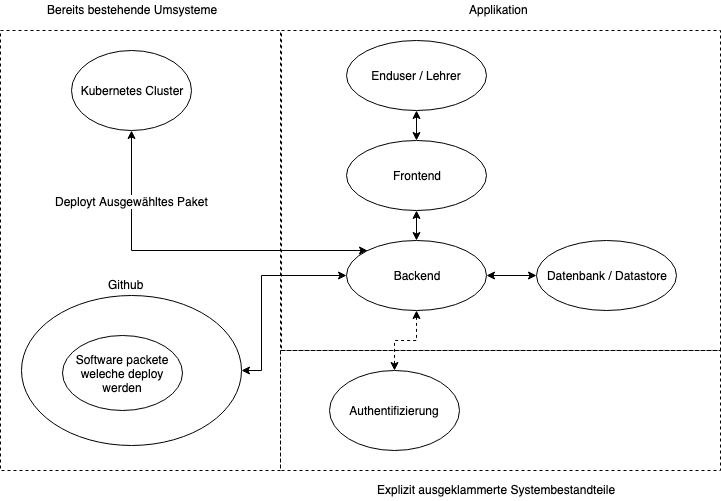 Bereits bestehende Umsysteme
Applikation
Kubernetes Cluster
Enduser / Lehrer
Frontend
Deployt Ausgewähltes Paket
Backend
Datenbank / Datastore
Github
Software packete
weleche deploy
werden
Authentifizierung
Explizit ausgeklammerte Systembestandteile